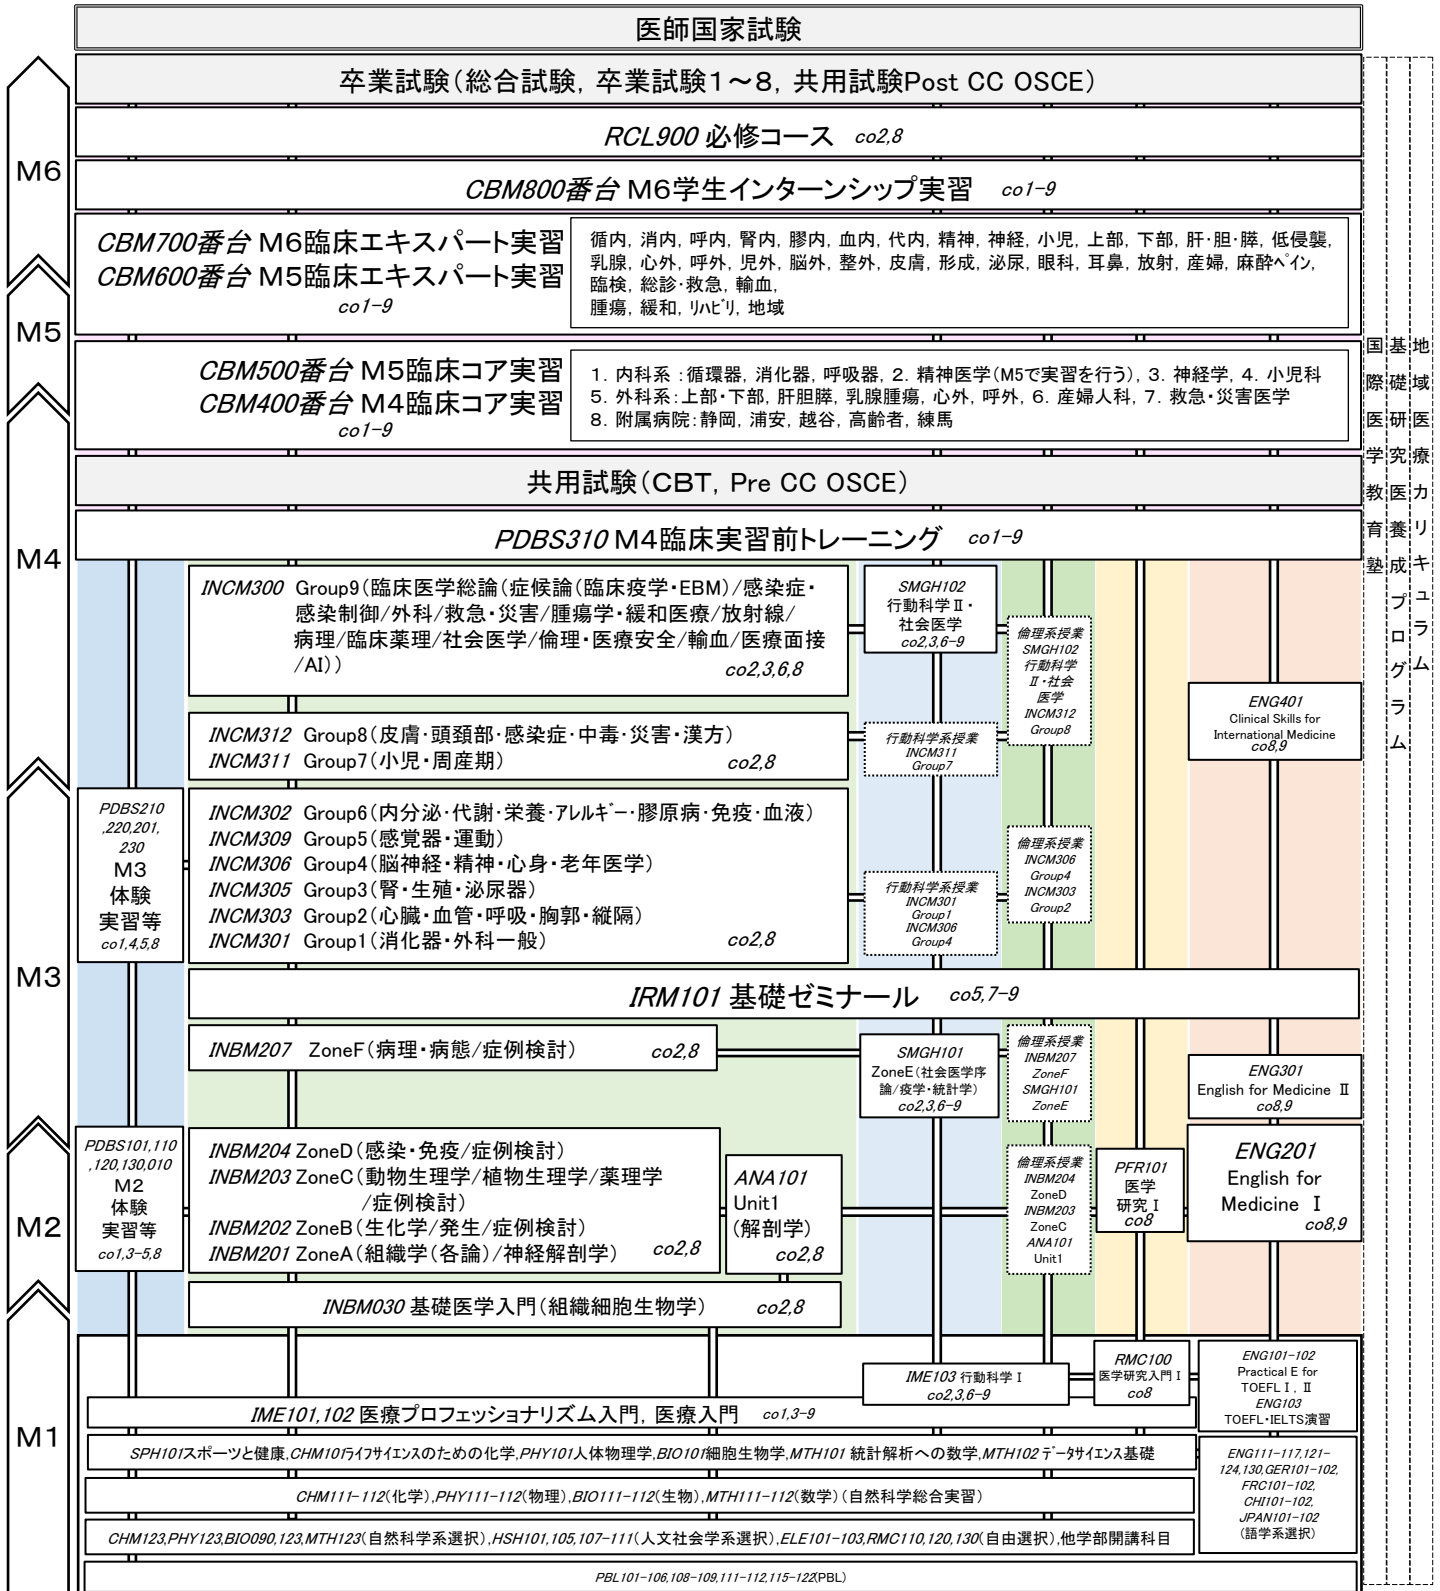 医師国家試験
卒業試験(総合試験, 卒業試験1～8, 共用試験Post CC OSCE)
RCL900 必修コース co2,8
M6
CBM800番台 M6学生インターンシップ実習 co1-9
CBM700番台 M6臨床エキスパート実習
CBM600番台 M5臨床エキスパート実習
co1-9
循内, 消内, 呼内, 腎内, 膠内, 血内, 代内, 精神, 神経, 小児, 上部, 下部, 肝・胆・膵, 低侵襲,
乳腺, 心外, 呼外, 児外, 脳外, 整外, 皮膚, 形成, 泌尿, 眼科, 耳鼻, 放射, 産婦, 麻酔ペイン,
臨検, 総診・救急, 輸血,
腫瘍, 緩和, リハビリ, 地域
M5
CBM500番台 M5臨床コア実習
CBM400番台 M4臨床コア実習
co1-9
1. 内科系 :循環器, 消化器, 呼吸器, 2. 精神医学(M5で実習を行う), 3. 神経学, 4. 小児科
5. 外科系:上部・下部, 肝胆膵, 乳腺腫瘍, 心外, 呼外, 6. 産婦人科, 7. 救急・災害医学
8. 附属病院:静岡, 浦安, 越谷, 高齢者, 練馬
共用試験(CBT, Pre CC OSCE)
PDBS310 M4臨床実習前トレーニング co1-9
M4
INCM300 Group9(臨床医学総論(症候論(臨床疫学・EBM)/感染症・
感染制御/外科/救急・災害/腫瘍学・緩和医療/放射線/
病理/臨床薬理/社会医学/倫理・医療安全/輸血/医療面接
/AI))
co2,3,6,8
SMGH102
行動科学Ⅱ・
社会医学
co2,3,6-9
倫理系授業
SMGH102
行動科学
Ⅱ・社会
医学
INCM312
Group8
ENG401
Clinical Skills for
International Medicine
co8,9
INCM312 Group8(皮膚・頭頚部・感染症・中毒・災害・漢方)
INCM311 Group7(小児・周産期) co2,8
行動科学系授業
INCM311
Group7
PDBS210
,220,201,
230
M3
体験
実習等
co1,4,5,8
INCM302 Group6(内分泌・代謝・栄養・アレルギー・膠原病・免疫・血液)
INCM309 Group5(感覚器・運動)
INCM306 Group4(脳神経・精神・心身・老年医学)
INCM305 Group3(腎・生殖・泌尿器)
INCM303 Group2(心臓・血管・呼吸・胸郭・縦隔)
INCM301 Group1(消化器・外科一般) co2,8
行動科学系授業
INCM301
Group1
INCM306
Group4
倫理系授業
INCM306
Group4
INCM303
Group2
M3
IRM101 基礎ゼミナール co5,7-9
INBM207 ZoneF(病理・病態/症例検討) co2,8
SMGH101
ZoneE(社会医学序
論/疫学・統計学)
co2,3,6-9
倫理系授業
INBM207
ZoneF
SMGH101
ZoneE
ENG301
English for Medicine Ⅱ
co8,9
M2
PDBS101,110
,120,130,010
M2
体験
実習等
co1,3-5,8
INBM204 ZoneD(感染・免疫/症例検討)
INBM203 ZoneC(動物生理学/植物生理学/薬理学
/症例検討)
INBM202 ZoneB(生化学/発生/症例検討)
INBM201 ZoneA(組織学(各論)/神経解剖学) co2,8
ANA101
Unit1
(解剖学)
co2,8
倫理系授業
INBM204
ZoneD
INBM203
ZoneC
ANA101
Unit1
PFR101
医学
研究Ⅰ
co8
ENG201
English for
Medicine Ⅰ
co8,9
INBM030 基礎医学入門(組織細胞生物学) co2,8
M1
IME103 行動科学Ⅰ
co2,3,6-9
RMC100
医学研究入門Ⅰ
co8
ENG101-102
Practical E for
TOEFLⅠ, Ⅱ
ENG103
TOEFL・IELTS演習
IME101,102 医療プロフェッショナリズム入門, 医療入門 co1,3-9
SPH101スポーツと健康,CHM101ライフサイエンスのための化学,PHY101人体物理学,BIO101細胞生物学,MTH101 統計解析への数学,MTH102 データサイエンス基礎
CHM111-112(化学),PHY111-112(物理),BIO111-112(生物),MTH111-112(数学)(自然科学総合実習)
CHM123,PHY123,BIO090,123,MTH123(自然科学系選択),HSH101,105,107-111(人文社会学系選択),ELE101-103,RMC110,120,130(自由選択),他学部開講科目
PBL101-106,108-109,111-112,115-122(PBL)
ENG111-117,121-
124,130,GER101-102,
FRC101-102,
CHI101-102,
JPAN101-102
(語学系選択)
地域医療カリキュラム
基礎研究医養成プログラム
国際医学教育塾